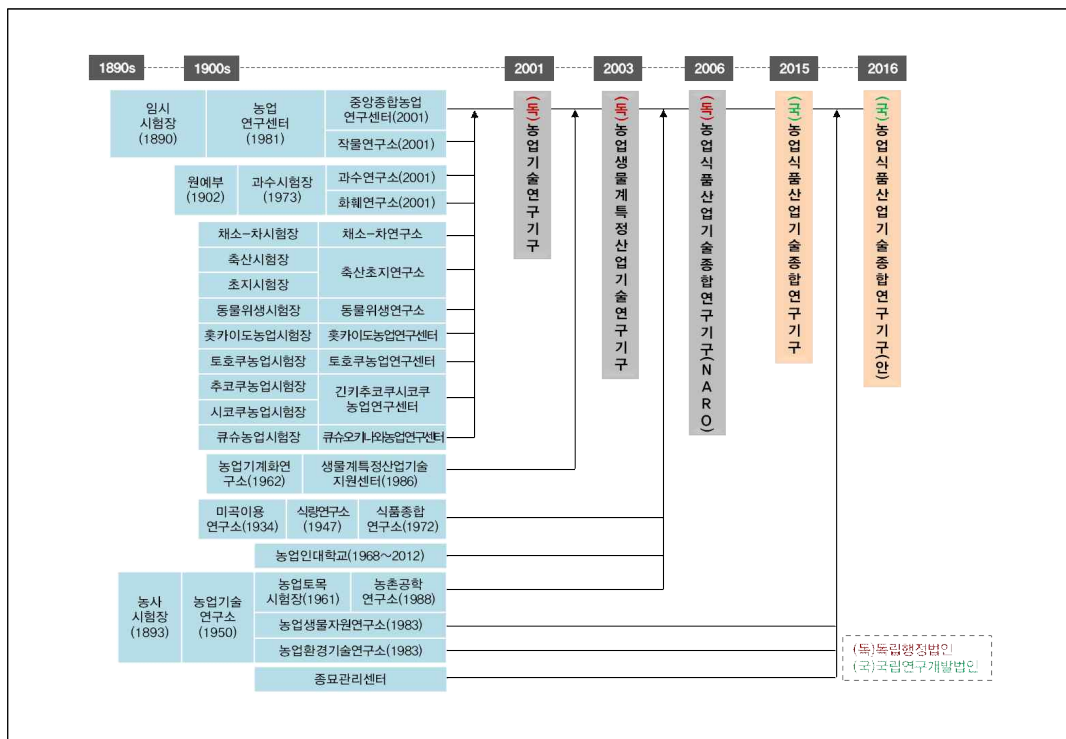 1890s
1900s
2001
2003
2006
2015
2016
임시
시험장
(1890)
농업
연구센터
(1981)
중앙종합농업
연구센터(2001)
작물연구소(2001)
원예부
(1902)
과수시험장
(1973)
과수연구소(2001)
화훼연구소(2001)
채소-차시험장
채소-차연구소
축산시험장
초지시험장
축산초지연구소
동물위생시험장
동물위생연구소
홋카이도농업시험장
홋카이도농업연구센터
토호쿠농업시험장
토호쿠농업연구센터
추코쿠농업시험장
시코쿠농업시험장
긴키추코쿠시코쿠
농업연구센터
큐슈농업시험장
큐슈오키나와농업연구센터
농업기계화연
구소(1962)
생물계특정산업기술
지원센터(1986)
미곡이용
연구소(1934)
식량연구소
(1947)
식품종합
연구소(1972)
농업인대학교(1968~2012)
농사
시험장
(1893)
농업기술
연구소
(1950)
농업토목
시험장(1961)
농촌공학
연구소(1988)
농업생물자원연구소(1983)
농업환경기술연구소(1983)
종묘관리센터
(독)농업기술연구기구
(독)농업생물계특정산업기술연구기구
(독)농업식품산업기술종합연구기구(NARO)
(국)농업식품산업기술종합연구기구
(국)농업식품산업기술종합연구기구(안)
(독)독립행정법인
(국)국립연구개발법인